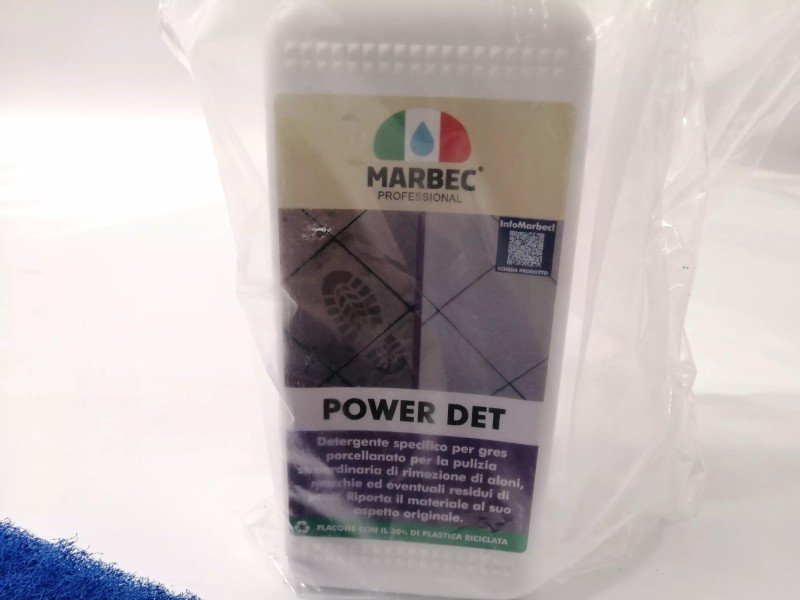 MARBEC®
PROFESSIONAL
InfoMarbec!
SCHEDA PRODOTTO
POWER DET
Detergente specifico per gres
porcellanato per la pulizia
straordinaria di rimozione di aloni,
macchie ed eventuali residui di
Riporta il materiale al suo
aspetto originale.
FLACONE CON IL 30% DI PLASTICA RICICLATA